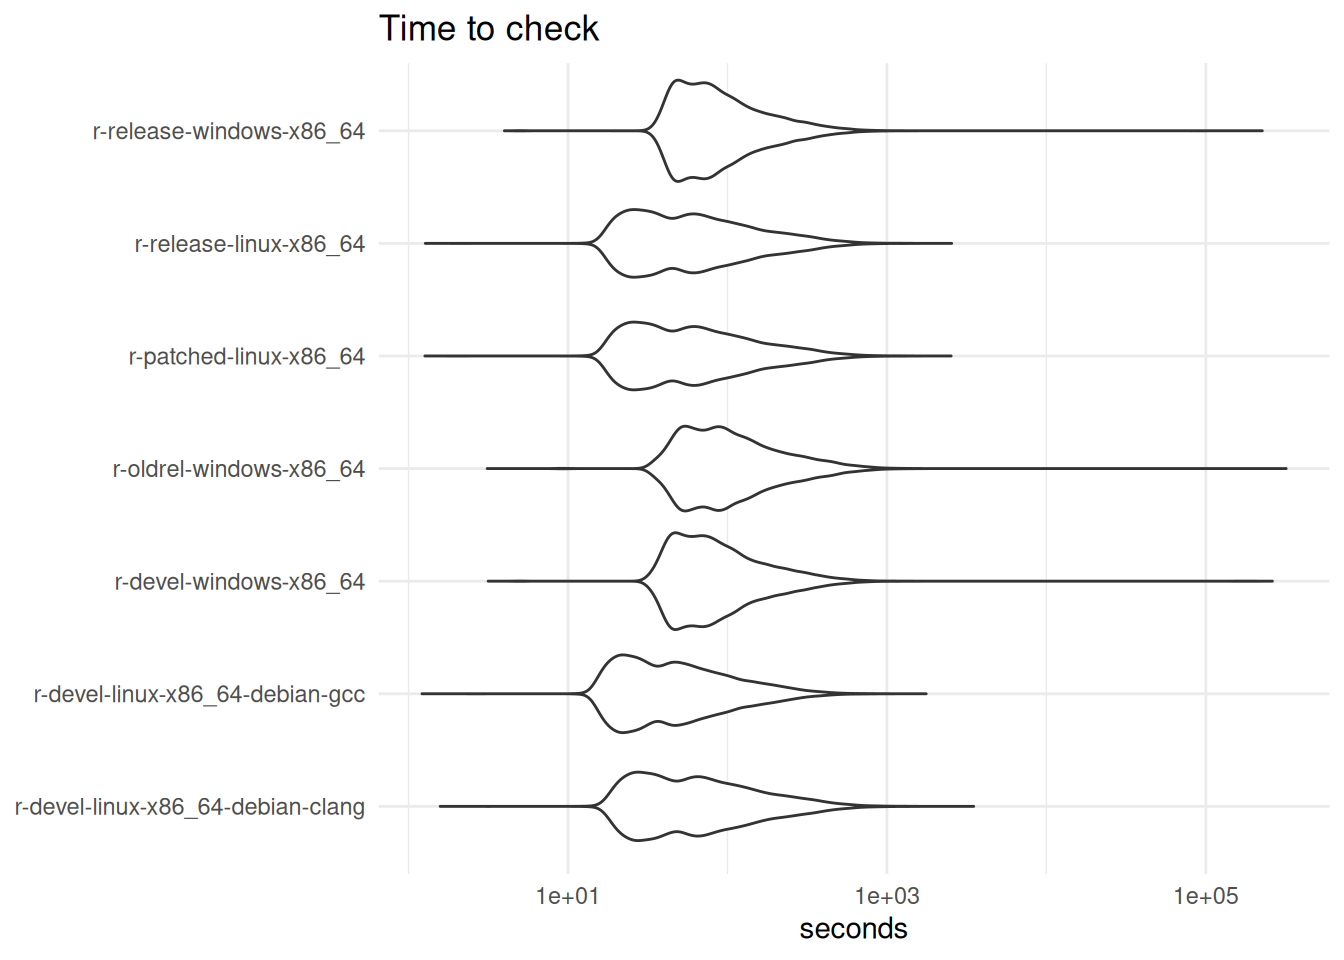 Time to check
r-release-windows-x86_64
r-release-linux-x86_64
r-patched-linux-x86_64
r-oldrel-windows-x86_64
r-devel-windows-x86_64
r-devel-linux-x86_64-debian-gcc
r-devel-linux-x86_64-debian-clang
1e+01 1e+03 1e+05
seconds